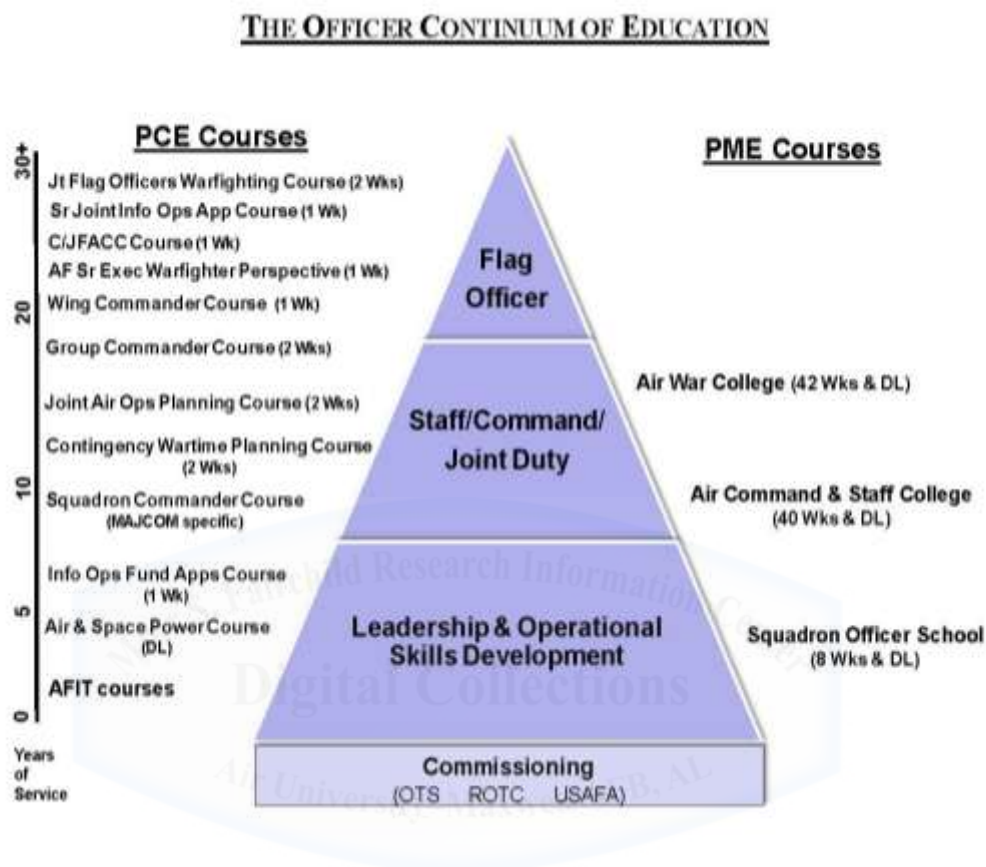 THE OFFICER CONTINUUM OF EDUCATION
PCE Courses
30+
Jt Flag Officers Warfighting Course (2 Wks)
Sr Joint Info Ops App Course (1 Wk)
C/JFACC Course (1 Wk)
AF Sr Exec Warfighter Perspective (1 Wk)
Wing Commander Course (1 Wk)
20
Group Commander Course (2 Wks)
Joint Air Ops Planning Course (2 Wks)
Contingency Wartime Planning Course
(2 Wks)
10
Squadron Commander Course
(MAJCOM specific)
Info Ops Fund Apps Course
(1 Wk)
5
Air & Space Power Course
(DL)
AFIT courses
0
Years
of
Service
Flag
Officer
Staff/Command/
Joint Duty
Leadership & Operational
Skills Development
Commissioning
(OTS ROTC USAFA)
PME Courses
Air War College (42 Wks & DL)
Air Command & Staff College
(40 Wks & DL)
Squadron Officer School
(8 Wks & DL)
Fairchild Research Information
Digital Collections
Air University AL